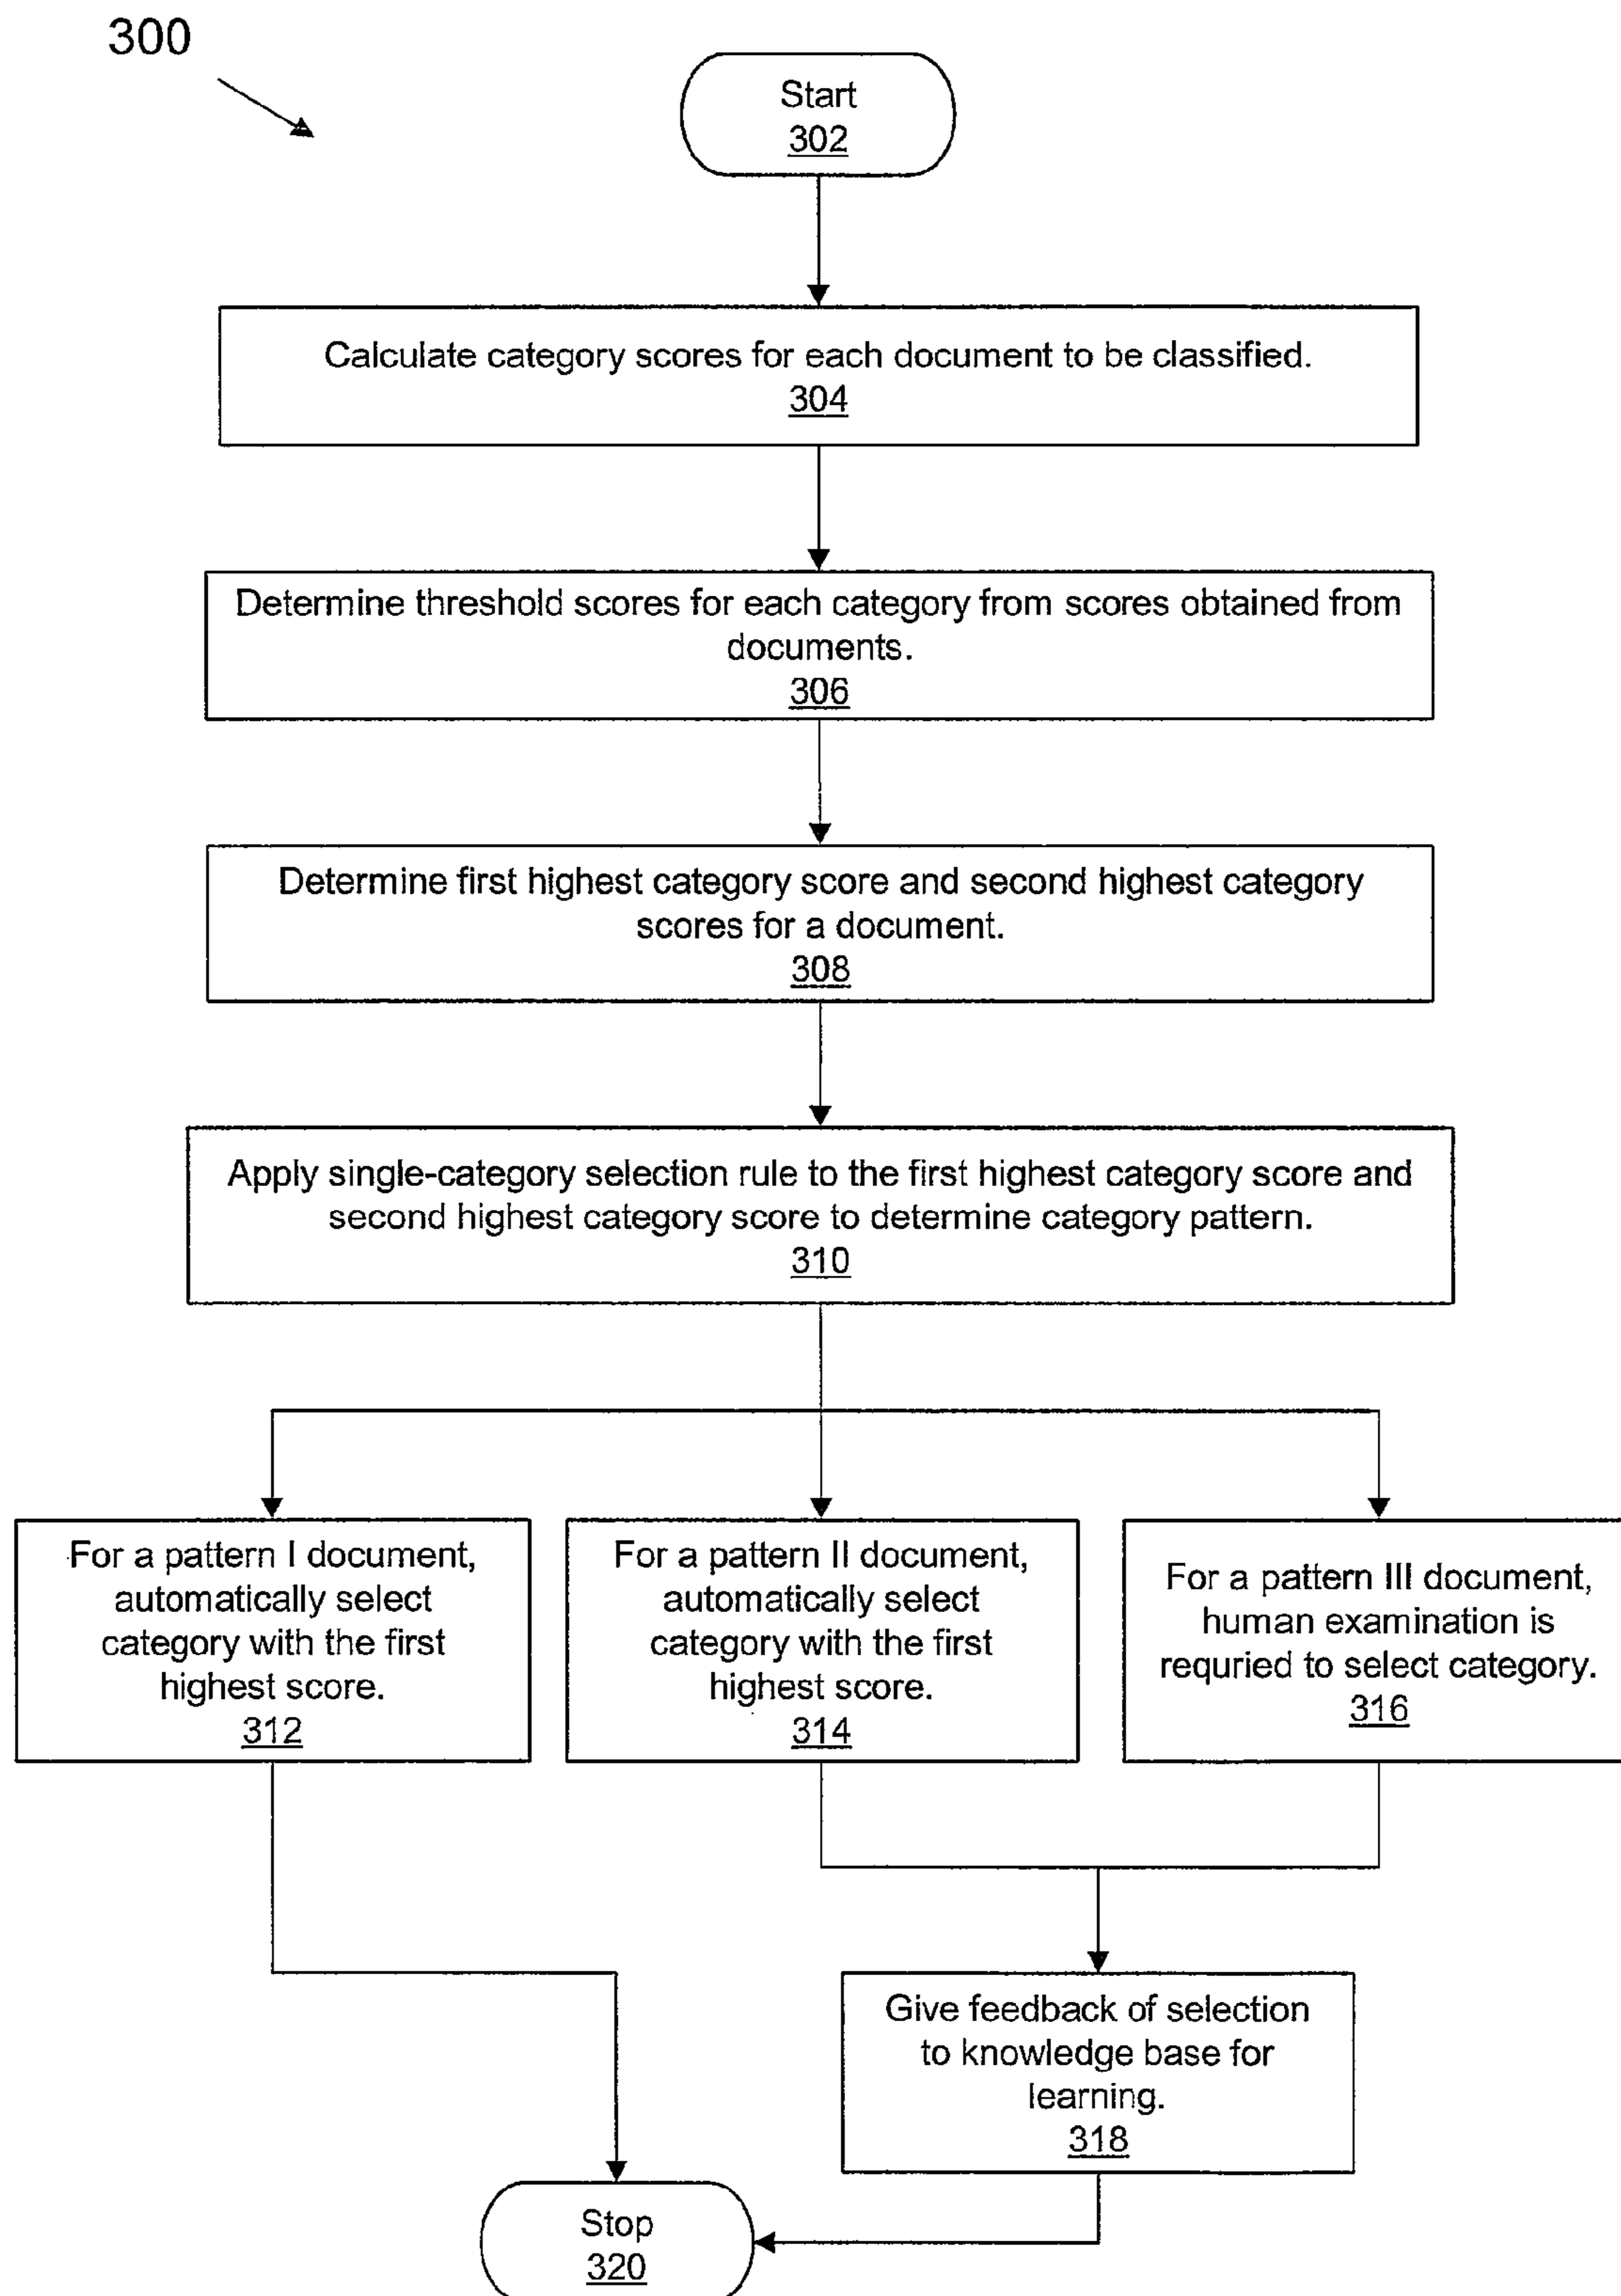 300
Start
302
Calculate category scores for each document to be classified.
304
Determine threshold scores for each category from scores obtained from
documents.
306
Determine first highest category score and second highest category
scores for a document.
308
Apply single-category selection rule to the first highest category score and
second highest category score to determine category pattern.
310
For a pattern I document,
automatically select
category with the first
highest score.
312
For a pattern II document,
automatically select
category with the first
highest score.
314
For a pattern III document,
human examination is
requried to select category.
316
Give feedback of selection
to knowledge base for
learning.
318
Stop
320